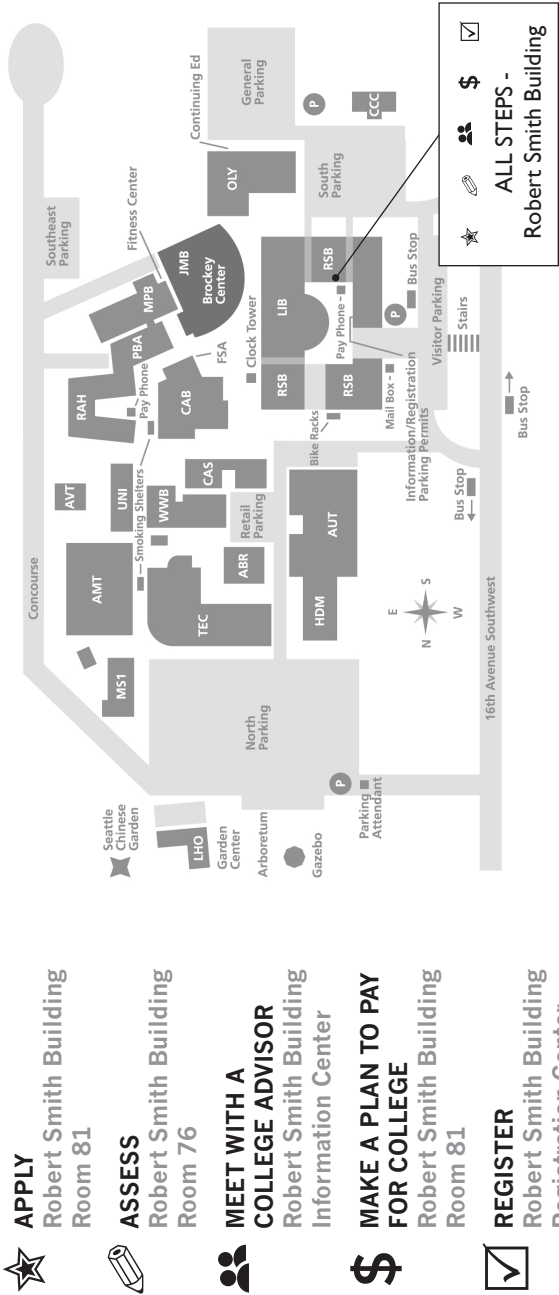 APPLY
Robert Smith Building
Room 81
ASSESS
Robert Smith Building
Room 76
MEET WITH A
COLLEGE ADVISOR
Robert Smith Building
Information Center
$
MAKE A PLAN TO PAY
FOR COLLEGE
Robert Smith Building
Room 81
REGISTER
Robert Smith Building
Registration Center
Concourse
Southeast
Parking
Seattle
Chinese
Garden
LHO
Garden
Center
Arboretum
Gazebo
MS1
AMT
AVT
RAH
UNI
Smoking Shelters
Pay Phone
PBA
MPB
Fitness Center
JMB
Brockey
Center
Continuing Ed
OLY
General
Parking
P
CCC
South
Parking
FSA
CAB
WWB
CAS
TEC
ABR
Retail
Parking
Clock Tower
LIB
RSB
RSB
RSB
Pay Phone
Bike Racks
Mail Box
Information/Registration
Parking Permits
P
Bus Stop
Visitor Parking
Stairs
Bus Stop
Bus Stop
HDM
AUT
North
Parking
P
Parking
Attendant
E
N
S
W
16th Avenue Southwest
$
ALL STEPS -
Robert Smith Building